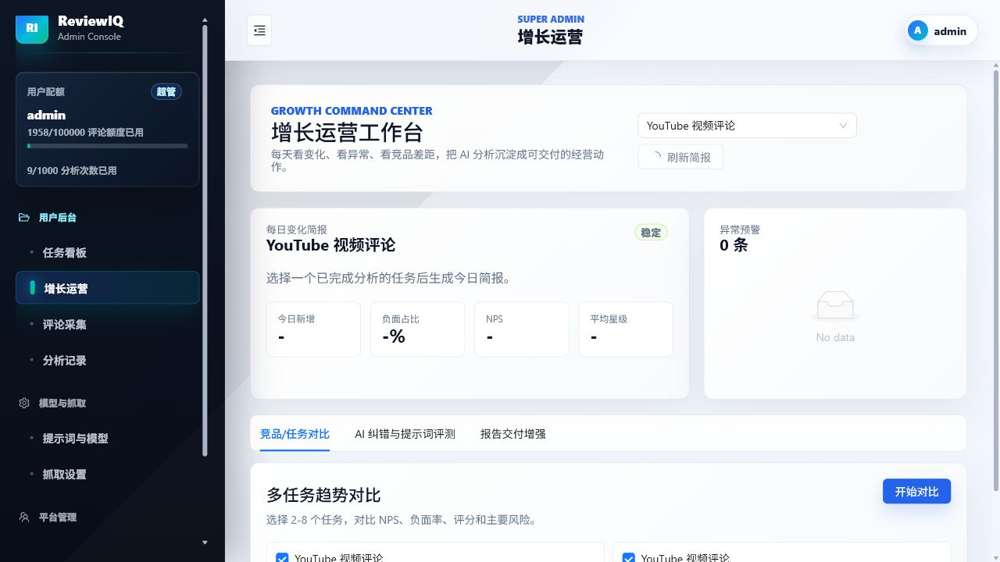 RI
ReviewIQ
Admin Console
用户配额
超管
admin
1958/100000 评论额度已用
9/1000 分析次数已用
用户后台
任务看板
增长运营
评论采集
分析记录
模型与抓取
提示词与模型
抓取设置
平台管理
SUPER ADMIN
增长运营
A
admin
GROWTH COMMAND CENTER
增长运营工作台
每天看变化、看异常、看竞品差距，把 AI 分析沉淀成可交付的经营动
作。
YouTube 视频评论
刷新简报
每日变化简报
YouTube 视频评论
稳定
选择一个已完成分析的任务后生成今日简报。
今日新增
-
负面占比
-%
NPS
-
平均星级
-
异常预警
0 条
No data
竞品/任务对比
AI 纠错与提示词评测
报告交付增强
多任务趋势对比
选择 2-8 个任务，对比 NPS、负面率、评分和主要风险。
开始对比
YouTube 视频评论
YouTube 视频评论